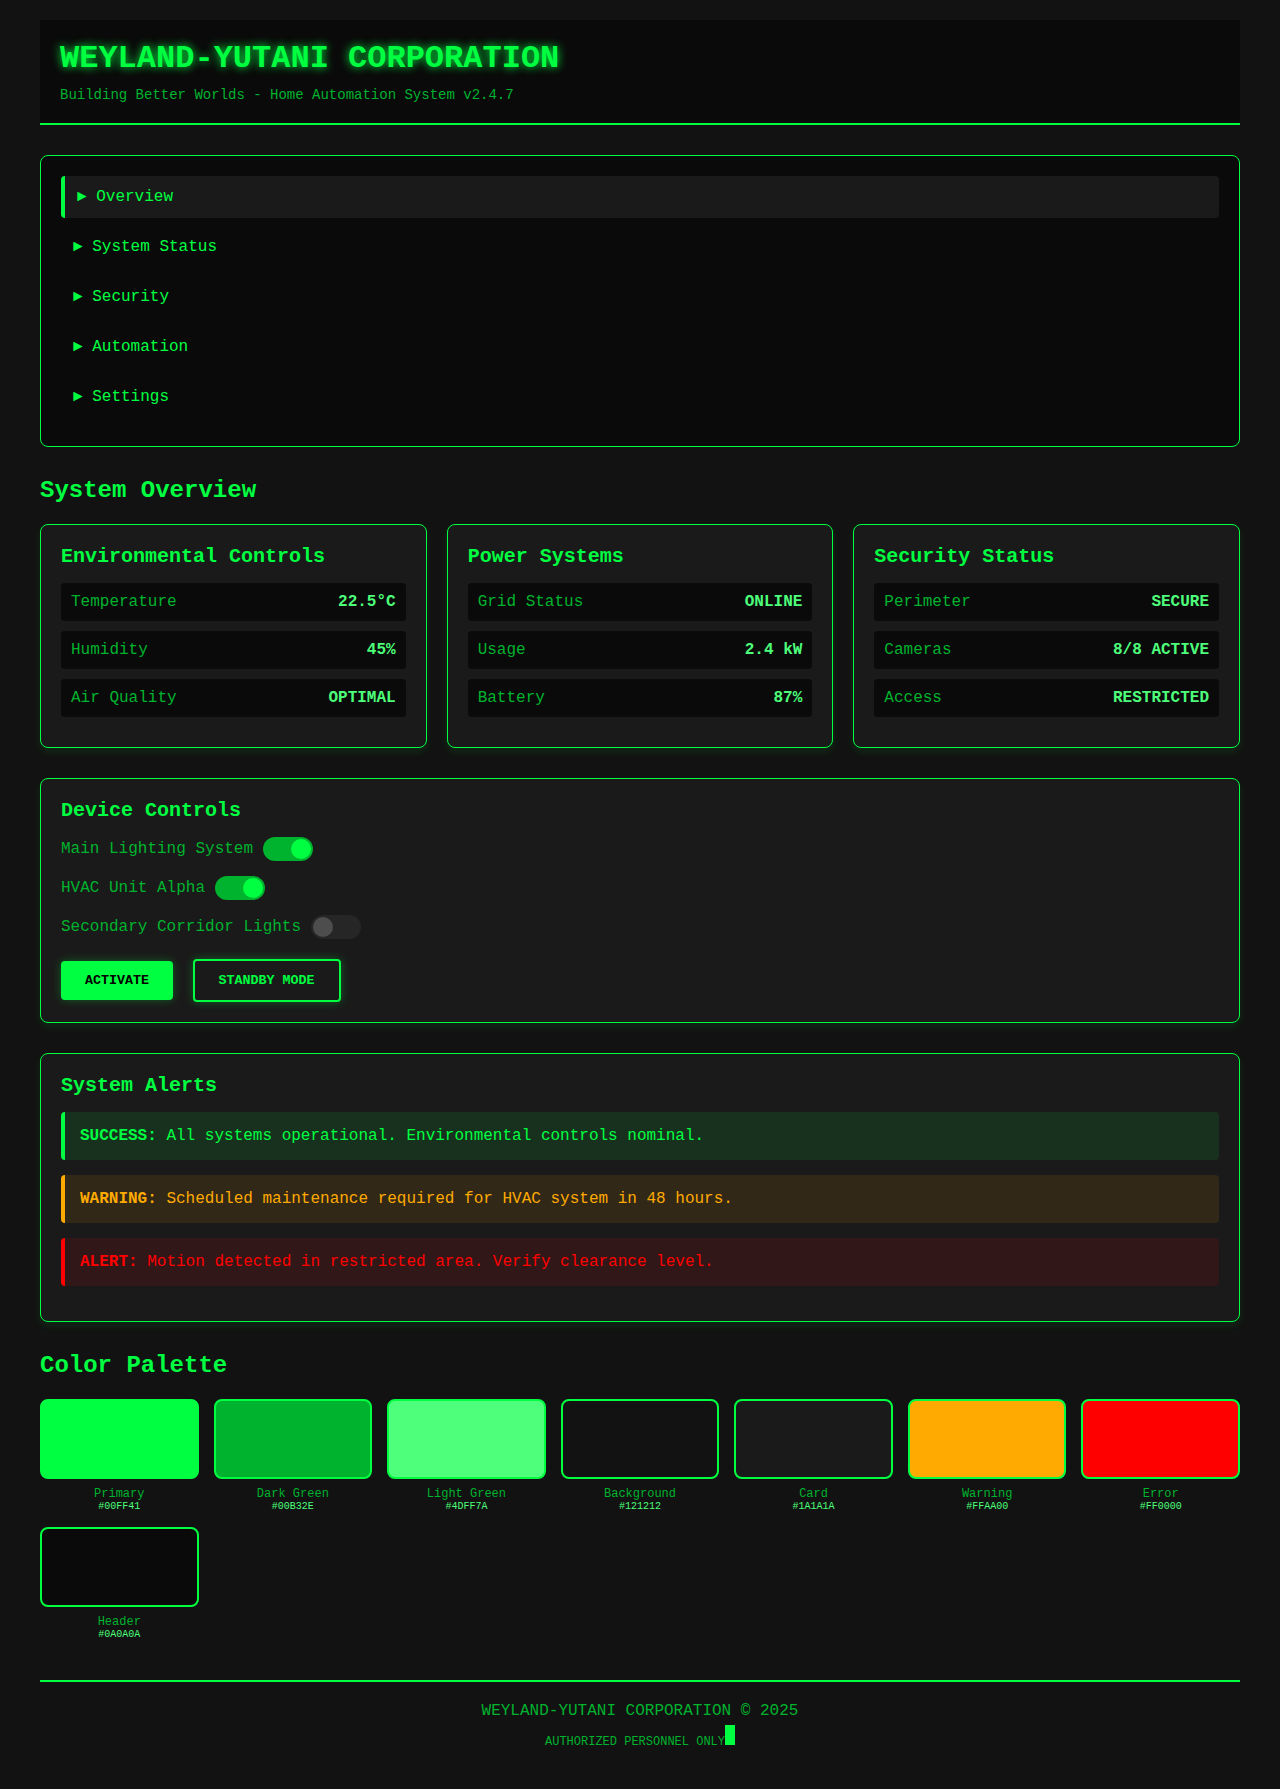 WEYLAND-YUTANI CORPORATION
Building Better Worlds - Home Automation System v2.4.7
► Overview
► System Status
► Security
► Automation
► Settings
System Overview
Environmental Controls
Temperature 22.5°C
Humidity 45%
Air Quality OPTIMAL
Power Systems
Grid Status ONLINE
Usage 2.4 kW
Battery 87%
Security Status
Perimeter SECURE
Cameras 8/8 ACTIVE
Access RESTRICTED
Device Controls
Main Lighting System
HVAC Unit Alpha
Secondary Corridor Lights
ACTIVATE STANDBY MODE
System Alerts
SUCCESS: All systems operational. Environmental controls nominal.
WARNING: Scheduled maintenance required for HVAC system in 48 hours.
ALERT: Motion detected in restricted area. Verify clearance level.
Color Palette
Primary
#00FF41
Dark Green
#00B32E
Light Green
#4DFF7A
Background
#121212
Card
#1A1A1A
Warning
#FFAA00
Error
#FF0000
Header
#0A0A0A
WEYLAND-YUTANI CORPORATION © 2025
AUTHORIZED PERSONNEL ONLY